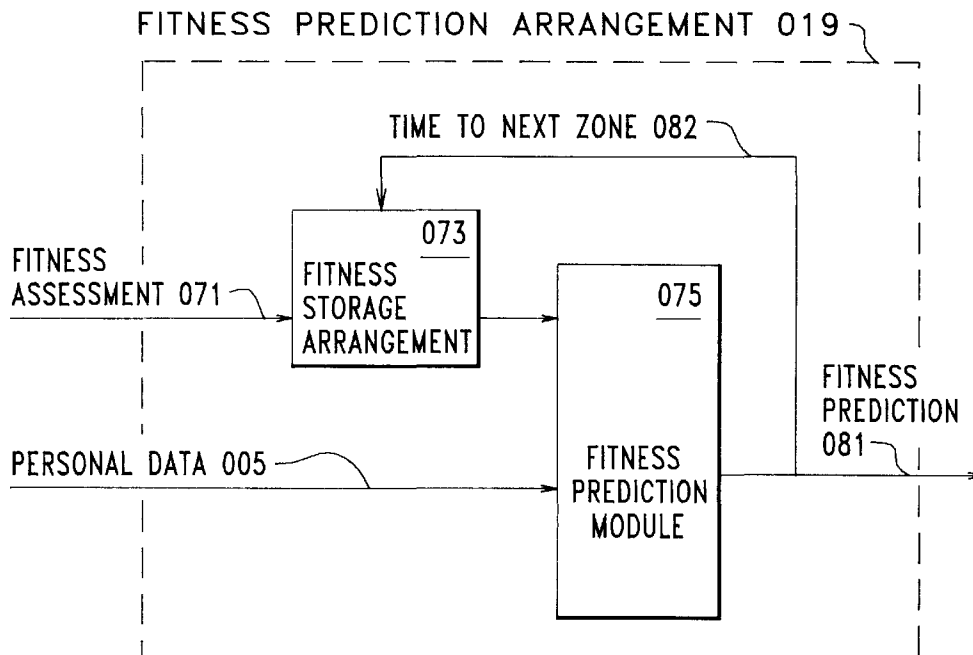 FITNESS PREDICTION ARRANGEMENT 019
TIME TO NEXT ZONE 082
073
FITNESS
STORAGE
ARRANGEMENT
FITNESS
ASSESSMENT 071
075
FITNESS
PREDICTION
MODULE
FITNESS
PREDICTION
081
PERSONAL DATA 005